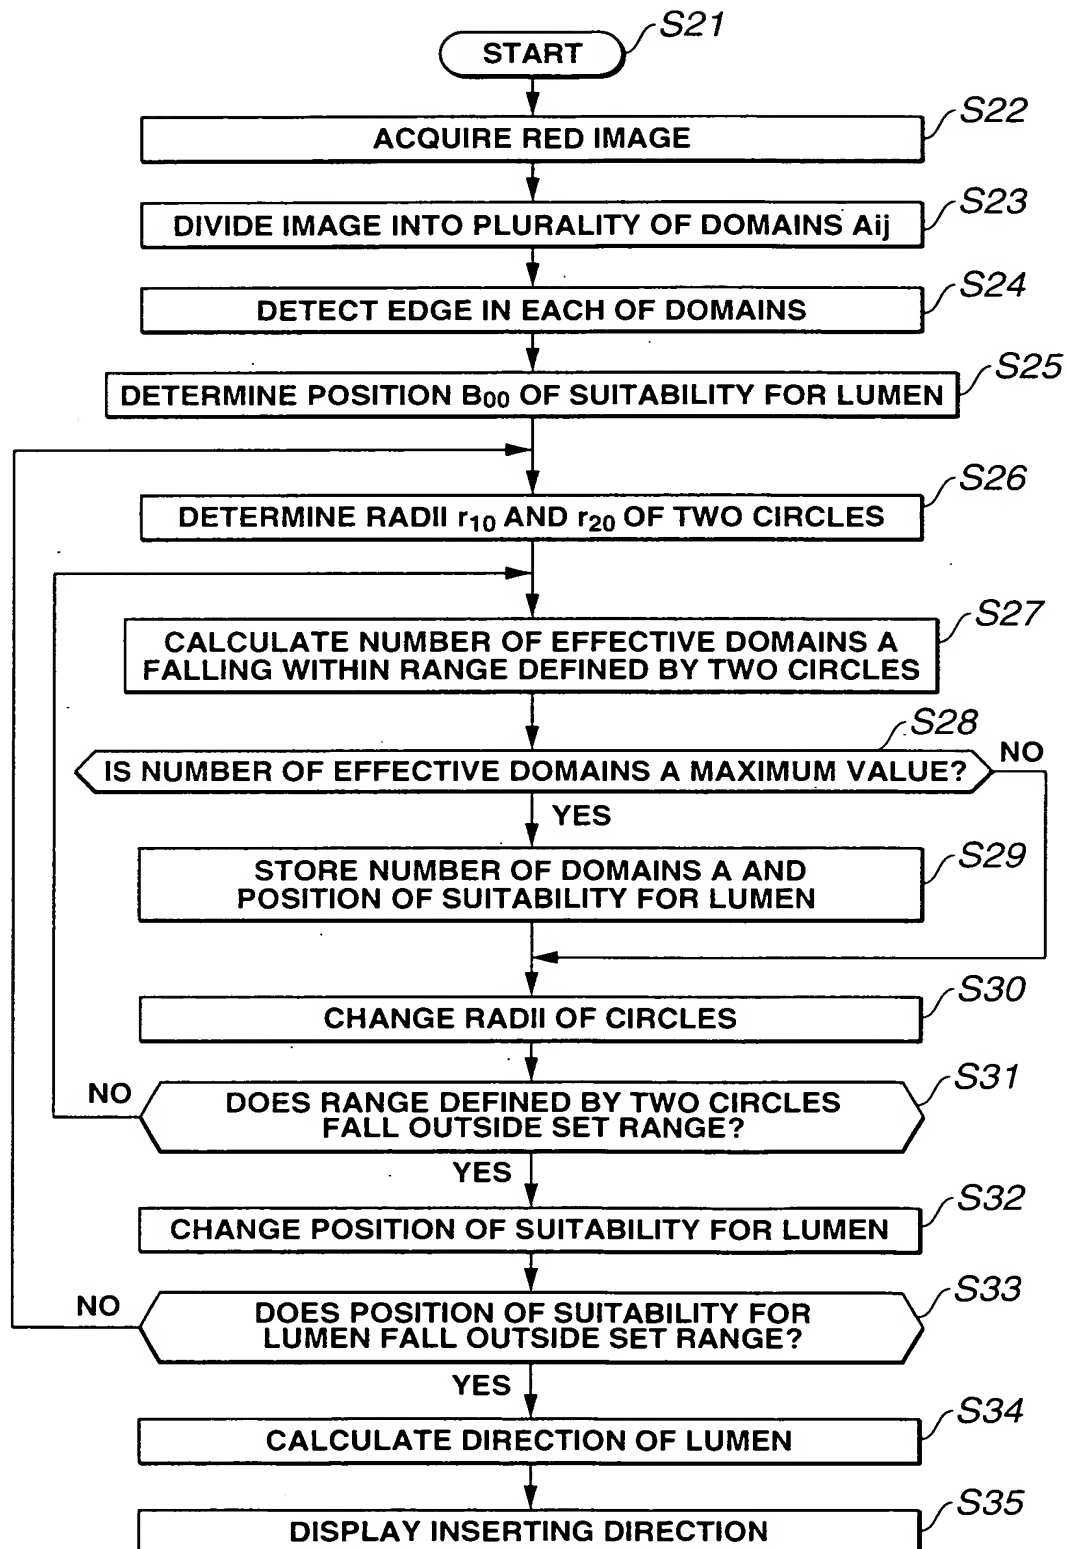 S21
START
S22
ACQUIRE RED IMAGE
S23
DIVIDE IMAGE INTO PLURALITY OF DOMAINS Aij
S24
DETECT EDGE IN EACH OF DOMAINS
S25
DETERMINE POSITION B00 OF SUITABILITY FOR LUMEN
S26
DETERMINE RADII r10 AND r20 OF TWO CIRCLES
S27
CALCULATE NUMBER OF EFFECTIVE DOMAINS A
FALLING WITHIN RANGE DEFINED BY TWO CIRCLES
S28
IS NUMBER OF EFFECTIVE DOMAINS A MAXIMUM VALUE?
NO
YES
S29
STORE NUMBER OF DOMAINS A AND
POSITION OF SUITABILITY FOR LUMEN
S30
CHANGE RADII OF CIRCLES
S31
NO
DOES RANGE DEFINED BY TWO CIRCLES
FALL OUTSIDE SET RANGE?
YES
S32
CHANGE POSITION OF SUITABILITY FOR LUMEN
S33
NO
DOES POSITION OF SUITABILITY FOR
LUMEN FALL OUTSIDE SET RANGE?
YES
S34
CALCULATE DIRECTION OF LUMEN
S35
DISPLAY INSERTING DIRECTION